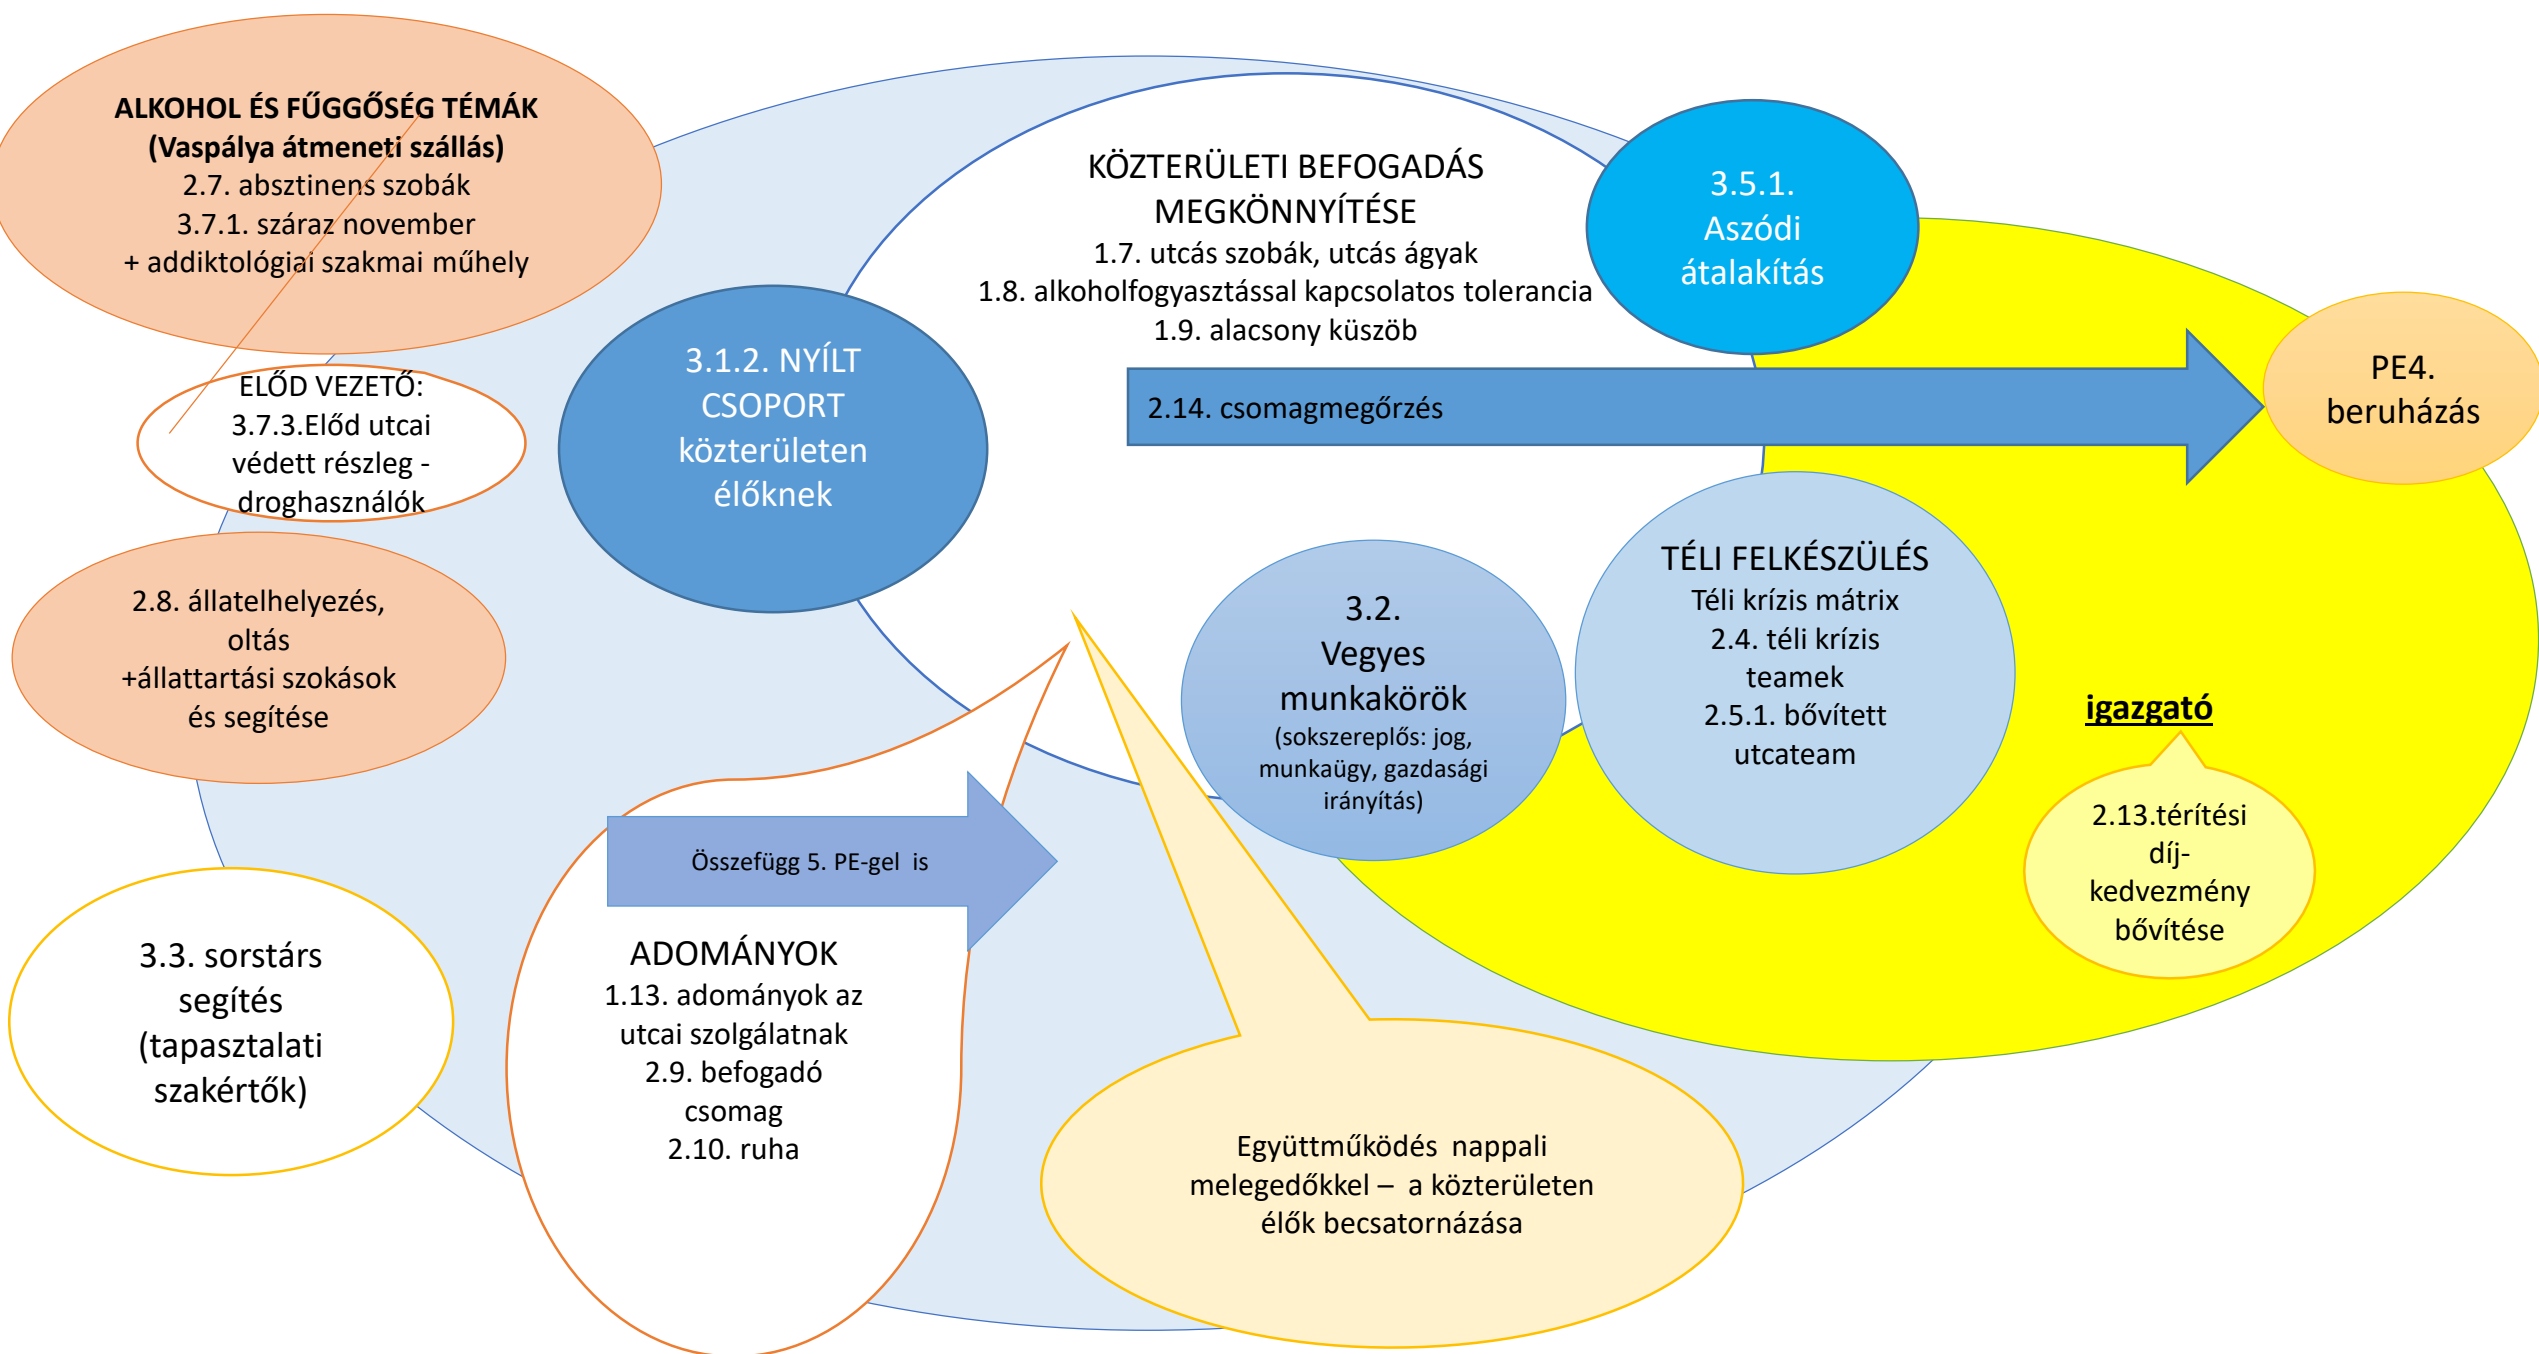 ALKOHOL ÉS FÜGGŐSÉG TÉMÁK
(Vaspálya átmeneti szállás)
2.7. absztinens szobák
3.7.1. száraz november
+ addiktológiai szakmai műhely
ELŐD VEZETŐ:
3.7.3.Előd utcai
védett részleg -
droghasználók
2.8. állatelhelyezés,
oltás
+állattartási szokások
és segítése
3.3. sorstárs
segítés
(tapasztalati
szakértők)
3.1.2. NYÍLT
CSOPORT
közterületen
élőknek
KÖZTERÜLETI BEFOGADÁS
MEGKÖNNYÍTÉSE
1.7. utcás szobák, utcás ágyak
1.8. alkoholfogyasztással kapcsolatos tolerancia
1.9. alacsony küszöb
3.5.1.
Aszódi
átalakítás
2.14. csomagmegőrzés
PE4.
beruházás
3.2.
Vegyes
munkakörök
(sokszereplős: jog,
munkaügy, gazdasági
irányítás)
TÉLI FELKÉSZÜLÉS
Téli krízis mátrix
2.4. téli krízis
teamek
2.5.1. bővített
utcateam
igazgató
2.13.térítési
díj-
kedvezmény
bővítése
Összefügg 5. PE-gel is
ADOMÁNYOK
1.13. adományok az
utcai szolgálatnak
2.9. befogadó
csomag
2.10. ruha
Együttműködés nappali
melegedőkkel – a közterületen
élők becsatornázása